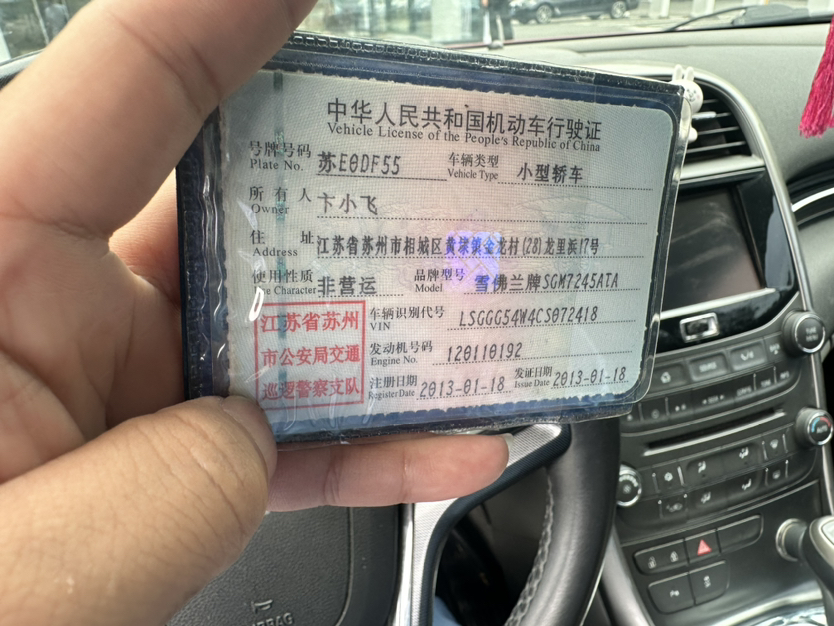 中华人民共和国机动车行驶证
Vehicle License of the People's Republic of China
号牌号码 苏E0DF55 车辆类型 小型轿车
Plate No. Vehicle Type
所有人 卞小飞
Owner
住址 江苏省苏州市相城区黄埭镇金龙村(28)龙里浜17号
Address
使用性质 非营运 品牌型号 雪佛兰牌SGM7245ATA
Use Character Model
江苏省苏州
市公安局交通
巡逻警察支队
车辆识别代号 LSGGG54W4CS072418
VIN
发动机号码 120110192
Engine No.
注册日期 2013-01-18 发证日期 2013-01-18
Register Date Issue Date
AIRBAG